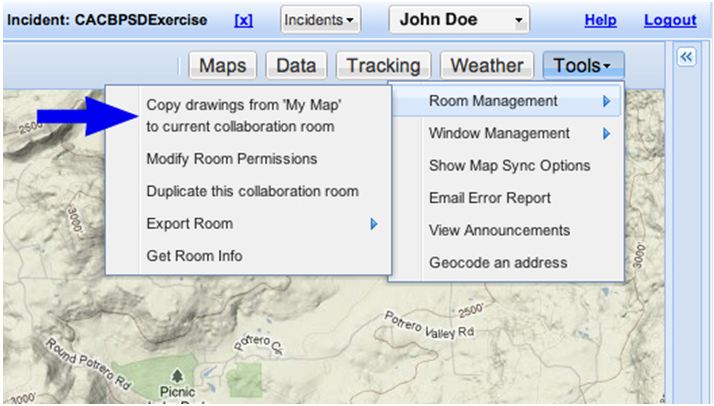 Incident: CACBPSDExercise [x] Incidents John Doe Help Logout
Maps Data Tracking Weather Tools
Copy drawings from 'My Map'
to current collaboration room
Modify Room Permissions
Duplicate this collaboration room
Export Room
Get Room Info
Room Management
Window Management
Show Map Sync Options
Email Error Report
View Announcements
Geocode an address
2500
3000
3000'
2500'
Potrero Valley Rd
Potrero Cir
Round Potrero Rd
Picnic
3000'